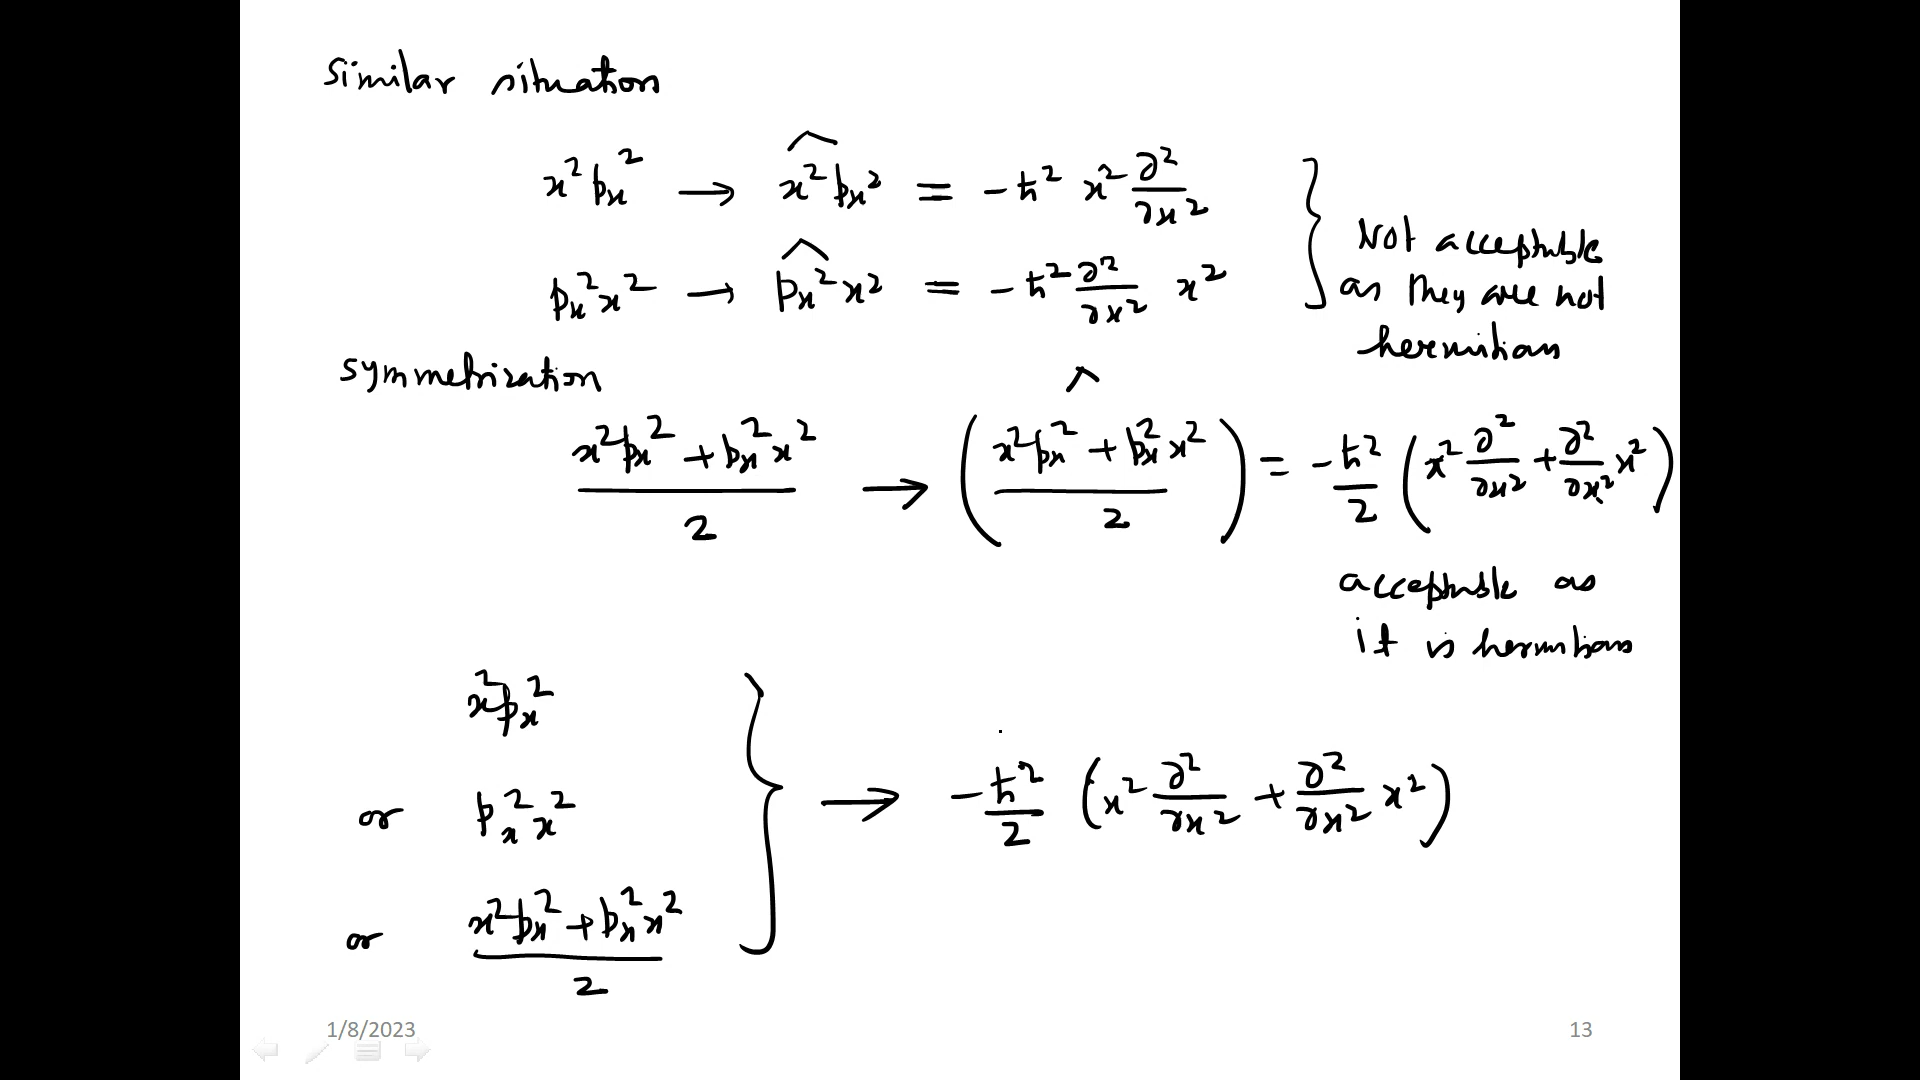 Similar situation
x²pₓ² → \widehat{x²pₓ²} = -ħ² x² ∂²/∂x²
pₓ²x² → \widehat{pₓ²x²} = -ħ² ∂²/∂x² x²
} Not acceptable
as they are not
hermitian
symmetrization
(x²pₓ² + pₓ²x²)/2 → \widehat{((x²pₓ² + pₓ²x²)/2)} = -ħ²/2 (x² ∂²/∂x² + ∂²/∂x² x²)
acceptable as
it is hermitian
x²pₓ²
or pₓ²x² } → -ħ²/2 (x² ∂²/∂x² + ∂²/∂x² x²)
or (x²pₓ² + pₓ²x²)/2
1/8/2023 13